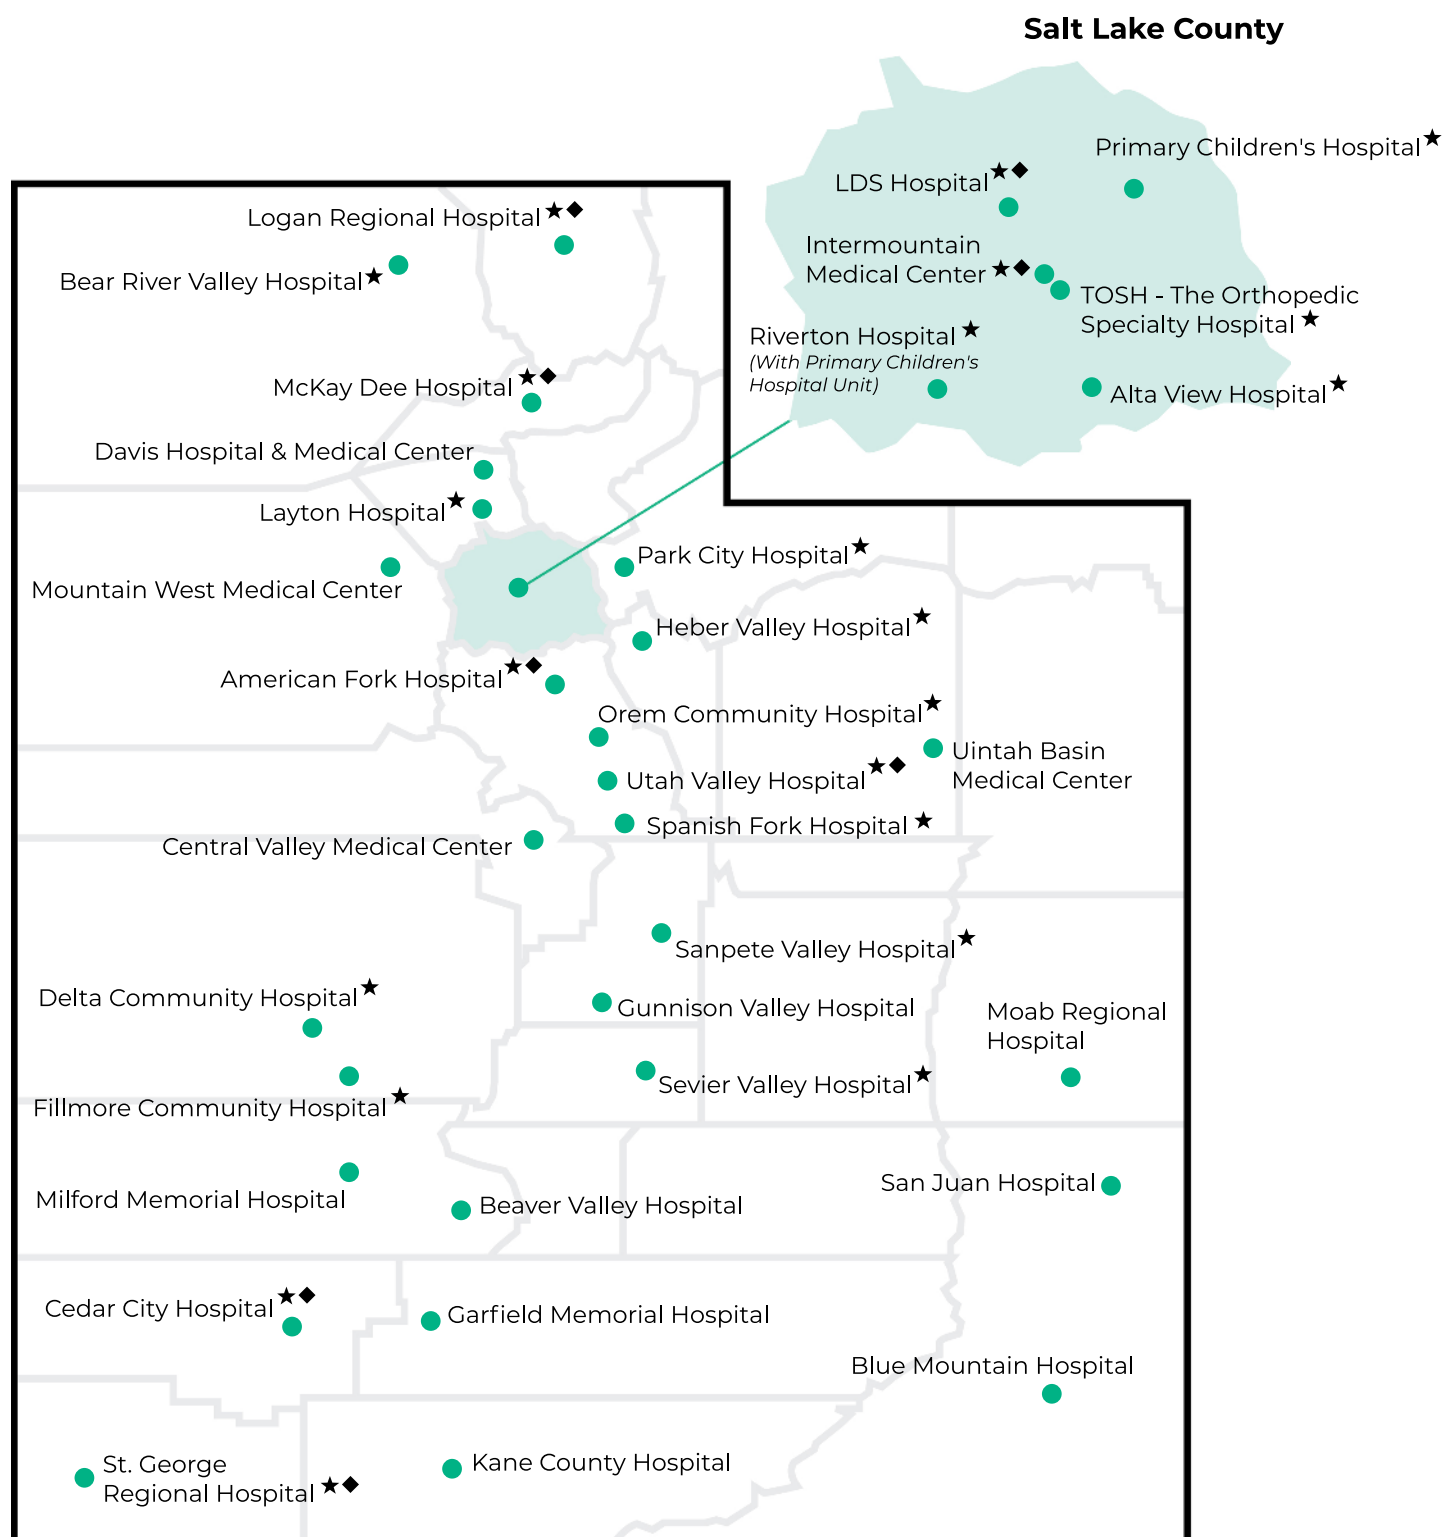 Salt Lake County
Primary Children's Hospital ★
LDS Hospital ★◆
Intermountain
Medical Center ★◆
TOSH - The Orthopedic
Specialty Hospital ★
Riverton Hospital ★
(With Primary Children's
Hospital Unit)
Alta View Hospital ★
Logan Regional Hospital ★◆
Bear River Valley Hospital ★
McKay Dee Hospital ★◆
Davis Hospital & Medical Center
Layton Hospital ★
Park City Hospital ★
Mountain West Medical Center
Heber Valley Hospital ★
American Fork Hospital ★◆
Orem Community Hospital ★
Uintah Basin
Medical Center
Utah Valley Hospital ★◆
Spanish Fork Hospital ★
Central Valley Medical Center
Sanpete Valley Hospital ★
Delta Community Hospital ★
Gunnison Valley Hospital
Moab Regional
Hospital
Sevier Valley Hospital ★
Fillmore Community Hospital ★
San Juan Hospital
Milford Memorial Hospital
Beaver Valley Hospital
Cedar City Hospital ★◆
Garfield Memorial Hospital
Blue Mountain Hospital
St. George
Regional Hospital ★◆
Kane County Hospital